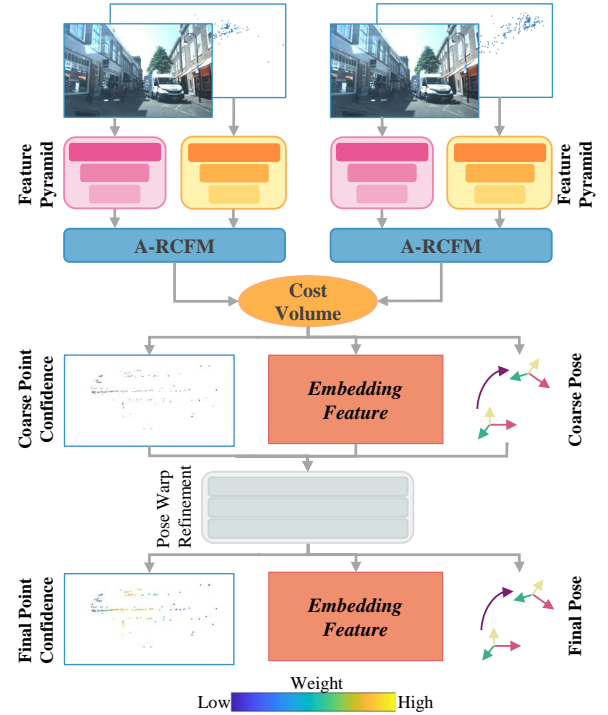 Feature
Pyramid
Feature
Pyramid
A-RCFM
A-RCFM
Cost
Volume
Coarse Point
Confidence
Embedding
Feature
Coarse Pose
Pose Warp
Refinement
Final Point
Confidence
Embedding
Feature
Final Pose
Weight
Low
High